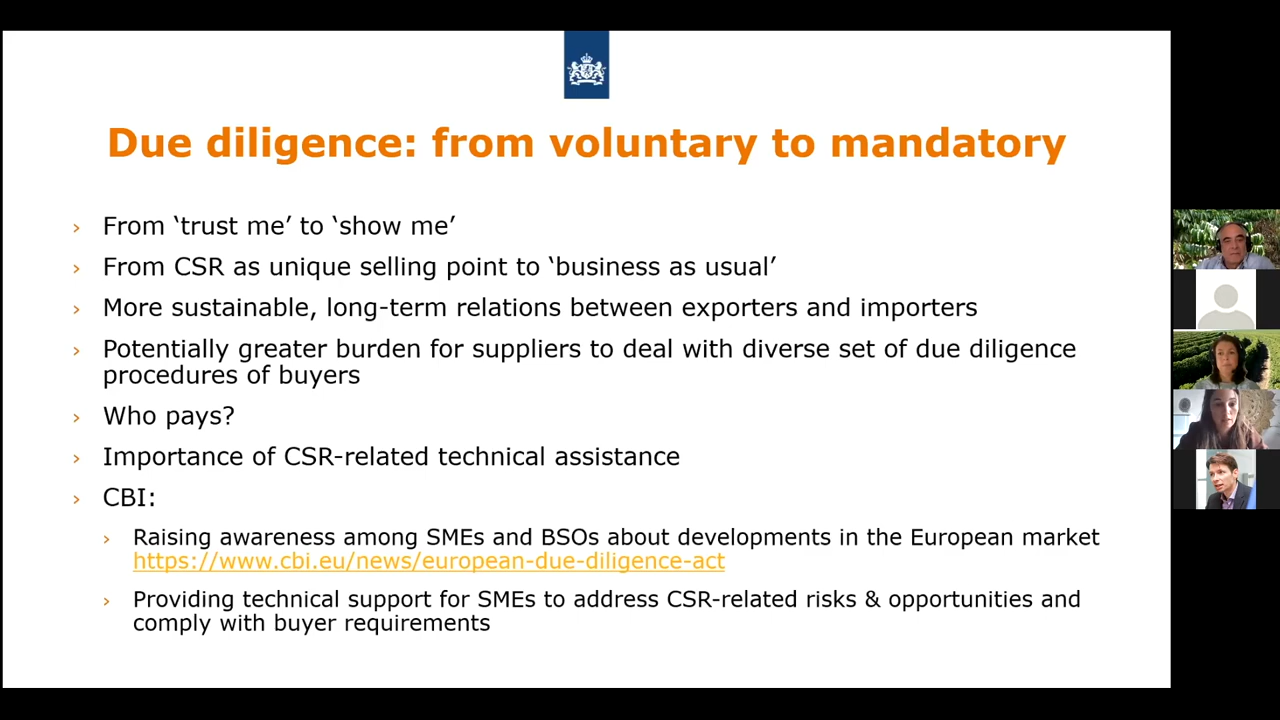 Due diligence: from voluntary to mandatory
› From ‘trust me’ to ‘show me’
› From CSR as unique selling point to ‘business as usual’
› More sustainable, long-term relations between exporters and importers
› Potentially greater burden for suppliers to deal with diverse set of due diligence
procedures of buyers
› Who pays?
› Importance of CSR-related technical assistance
› CBI:
› Raising awareness among SMEs and BSOs about developments in the European market
https://www.cbi.eu/news/european-due-diligence-act
› Providing technical support for SMEs to address CSR-related risks & opportunities and
comply with buyer requirements